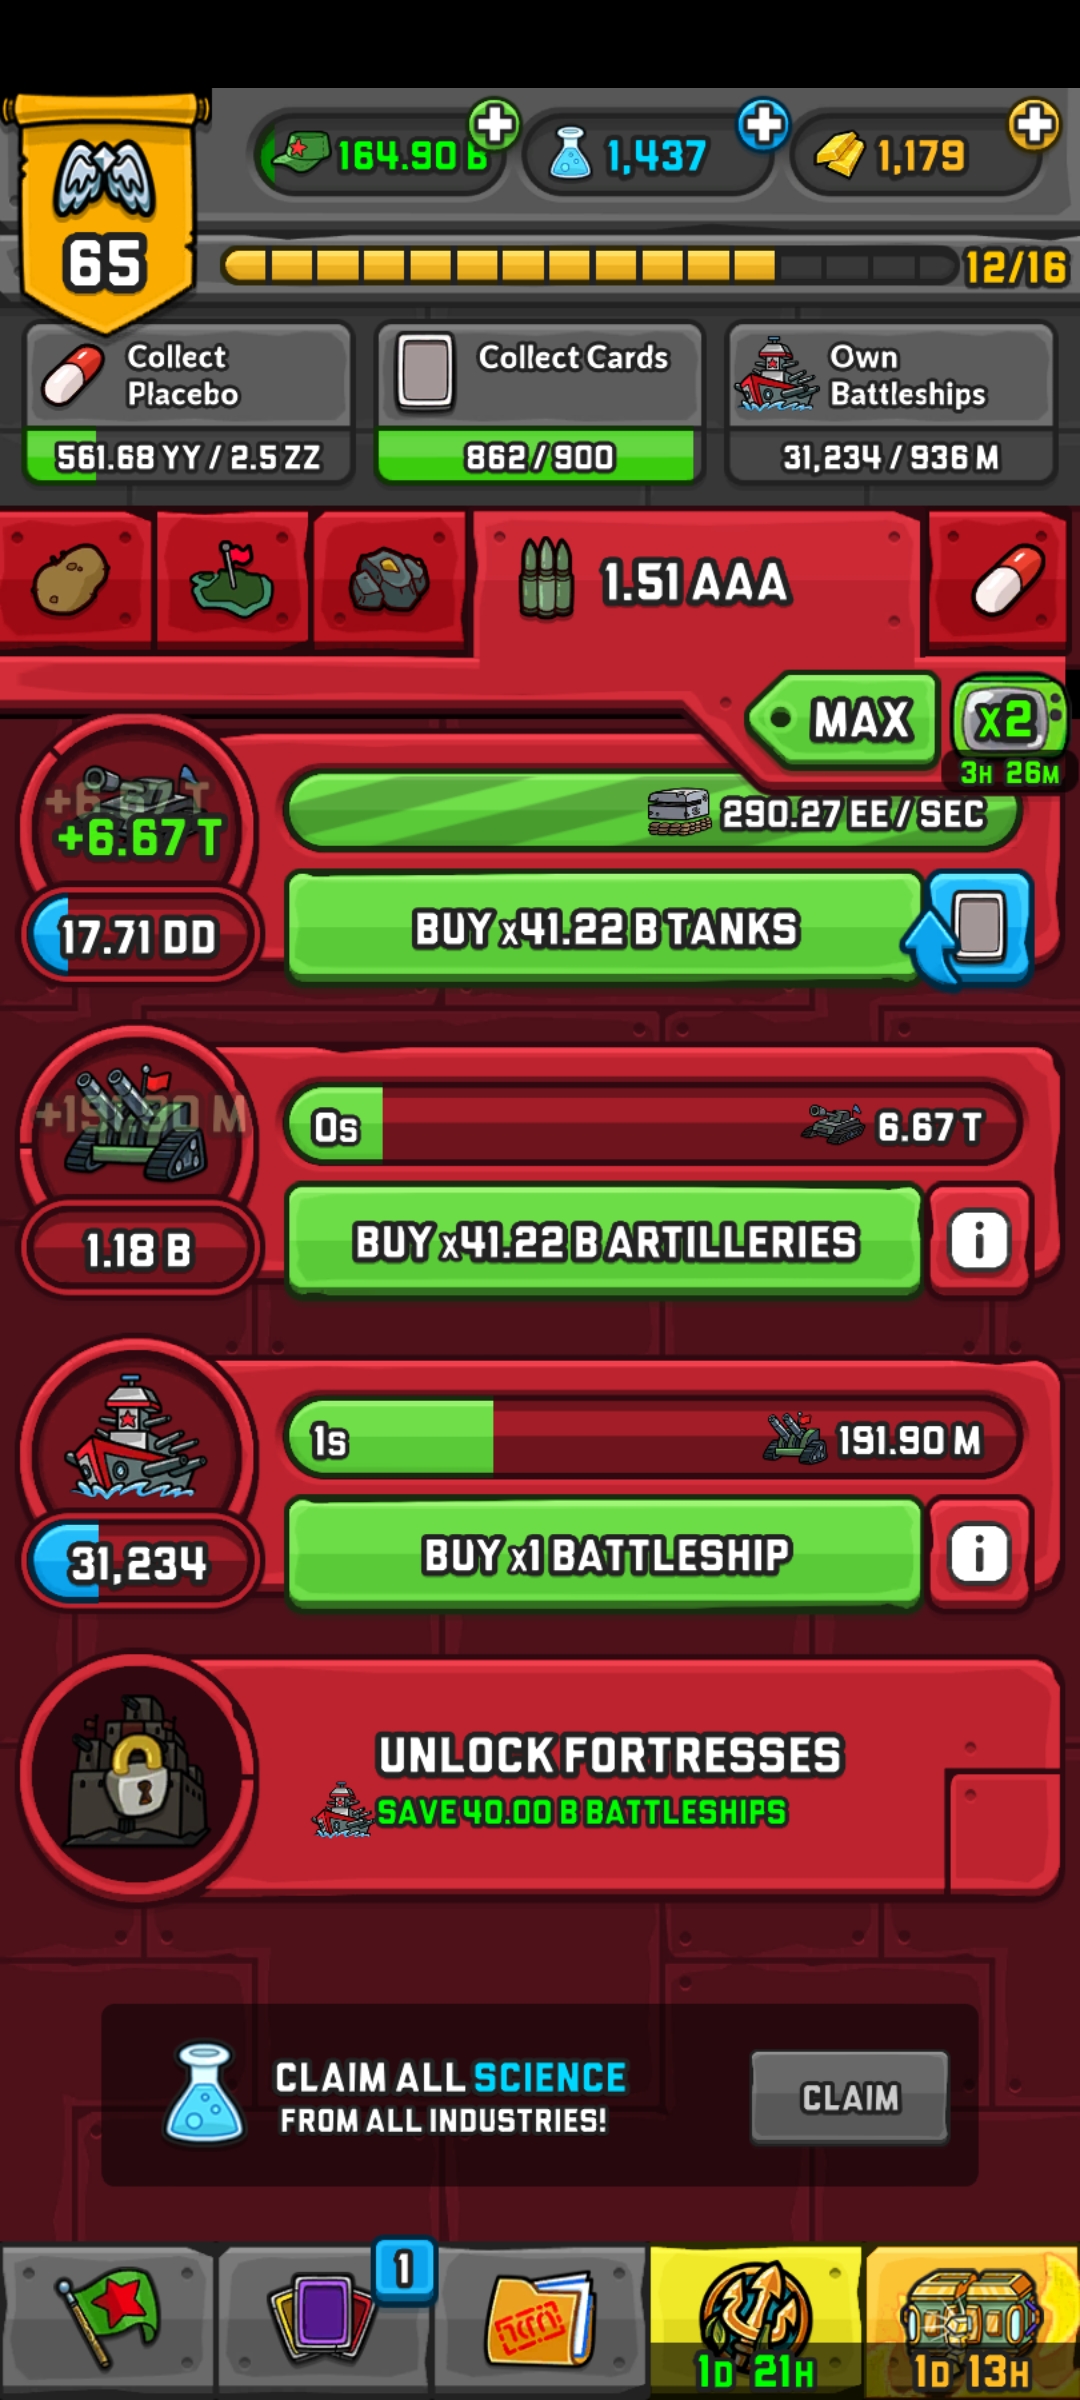 65
164.90 B
1,437
1,179
12/16
Collect
Placebo
561.68 YY / 2.5 ZZ
Collect Cards
862/900
Own
Battleships
31,234 / 936 M
1.51 AAA
MAX
x2
3H 26M
+6.67 T
+6.67 T
290.27 EE / SEC
17.71 DD
BUY x41.22 B TANKS
+191.90 M
0s
6.67 T
1.18 B
BUY x41.22 B ARTILLERIES
i
1s
191.90 M
31,234
BUY x1 BATTLESHIP
i
UNLOCK FORTRESSES
SAVE 40.00 B BATTLESHIPS
CLAIM ALL SCIENCE
FROM ALL INDUSTRIES!
CLAIM
1
1D 21H
1D 13H